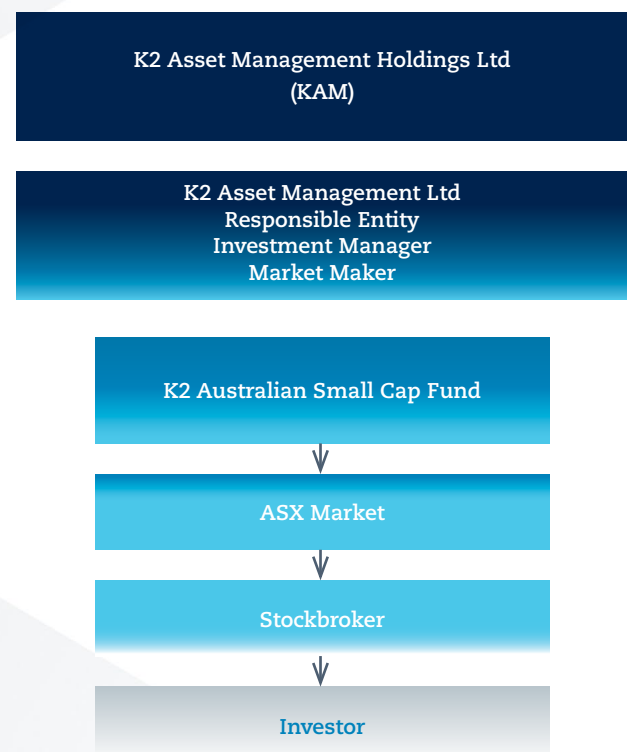 K2 Asset Management Holdings Ltd
(KAM)
K2 Asset Management Ltd
Responsible Entity
Investment Manager
Market Maker
K2 Australian Small Cap Fund
ASX Market
Stockbroker
Investor